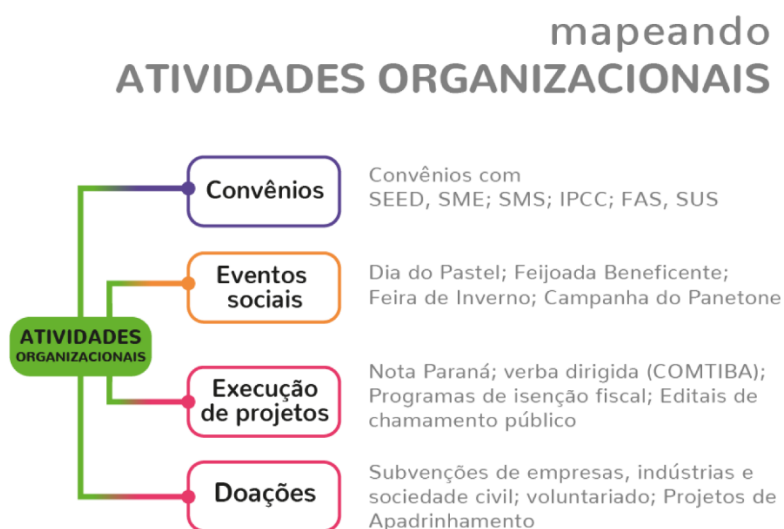 mapeando
ATIVIDADES ORGANIZACIONAIS
Convênios
Convênios com
SEED, SME; SMS; IPCC; FAS, SUS
Eventos
sociais
Dia do Pastel; Feijoada Beneficente;
Feira de Inverno; Campanha do Panetone
ATIVIDADES
ORGANIZACIONAIS
Execução
de projetos
Nota Paraná; verba dirigida (COMTIBA);
Programas de isenção fiscal; Editais de
chamamento público
Doações
Subvenções de empresas, indústrias e
sociedade civil; voluntariado; Projetos de
Apadrinhamento